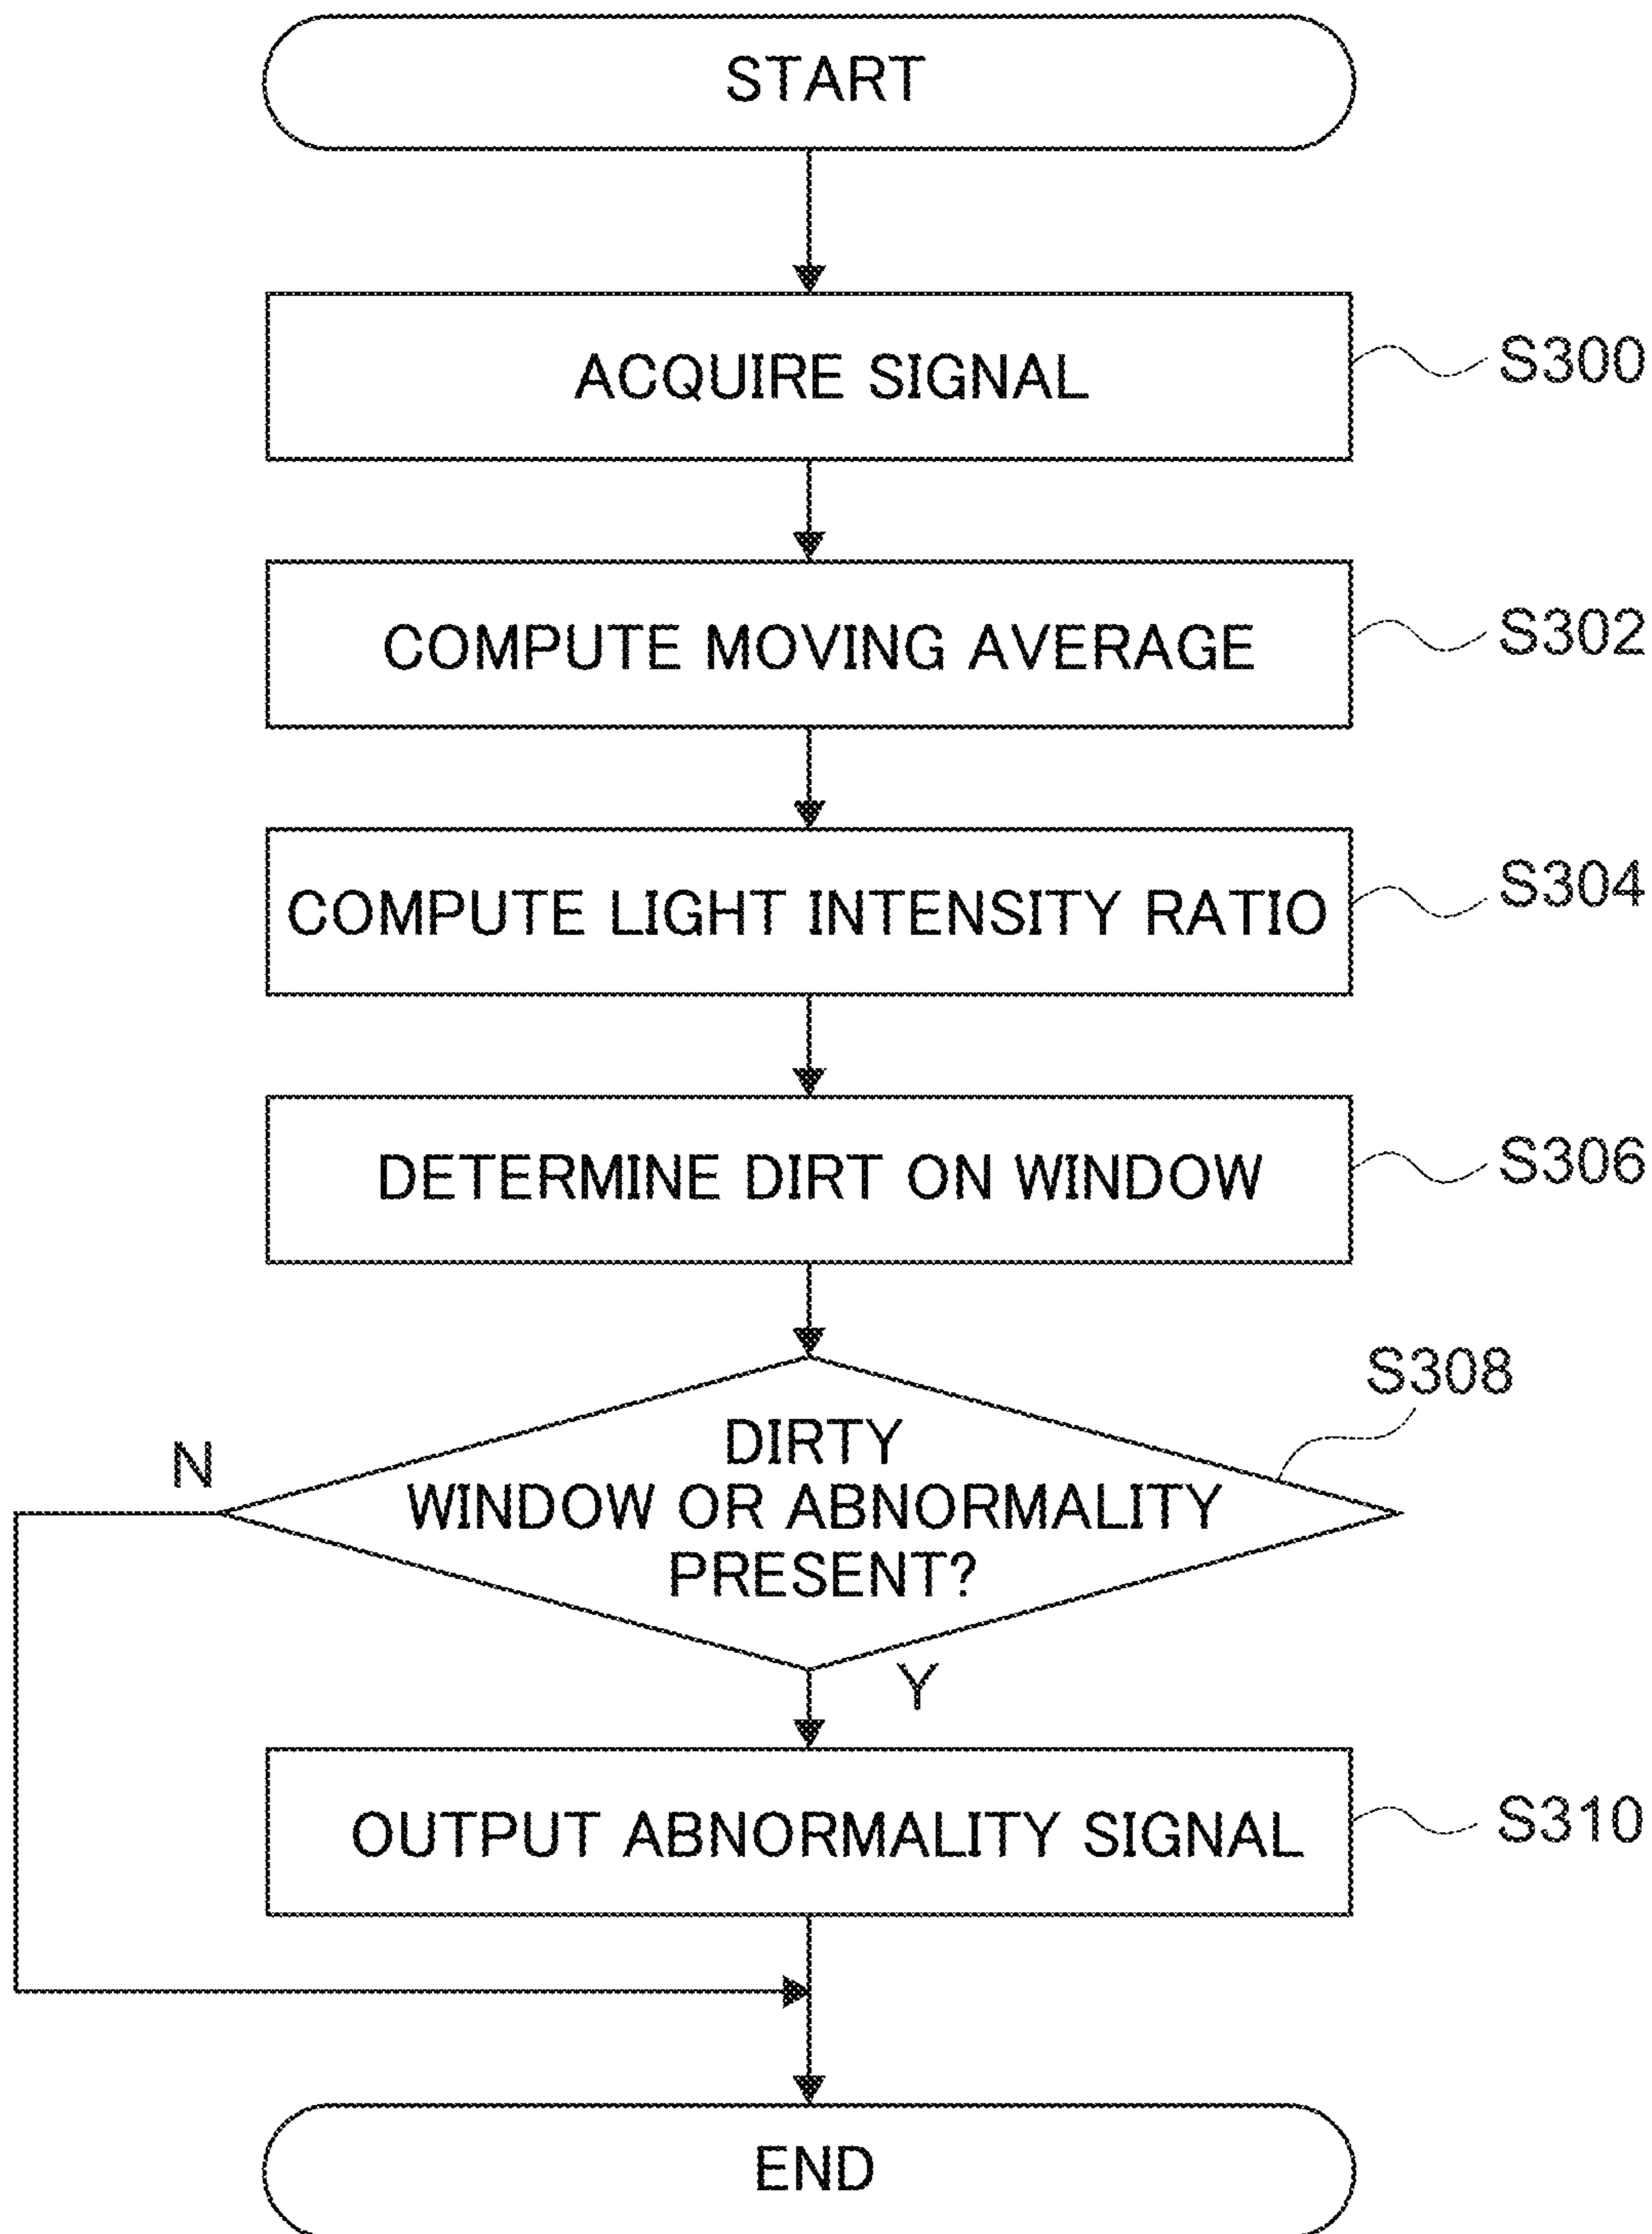 START
ACQUIRE SIGNAL
S300
COMPUTE MOVING AVERAGE
S302
COMPUTE LIGHT INTENSITY RATIO
S304
DETERMINE DIRT ON WINDOW
S306
S308
N
DIRTY
WINDOW OR ABNORMALITY
PRESENT?
Y
OUTPUT ABNORMALITY SIGNAL
S310
END